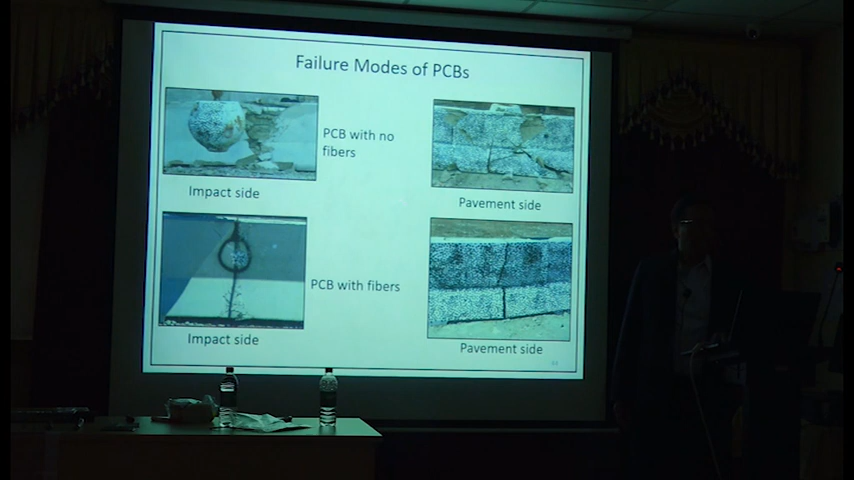 Failure Modes of PCBs
PCB with no
fibers
Impact side
Pavement side
PCB with fibers
Impact side
Pavement side